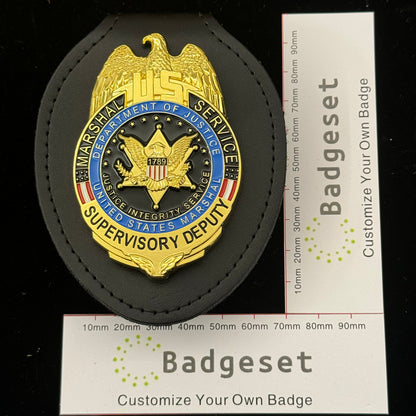 U.S.
MARSHAL SERVICE
DEPARTMENT OF JUSTICE
1789
JUSTICE INTEGRITY SERVICE
UNITED STATES MARSHAL
SUPERVISORY DEPUTY
10mm 20mm 30mm 40mm 50mm 60mm 70mm 80mm 90mm
Badgeset
Customize Your Own Badge
10mm 20mm 30mm 40mm 50mm 60mm 70mm 80mm 90mm
Badgeset
Customize Your Own Badge